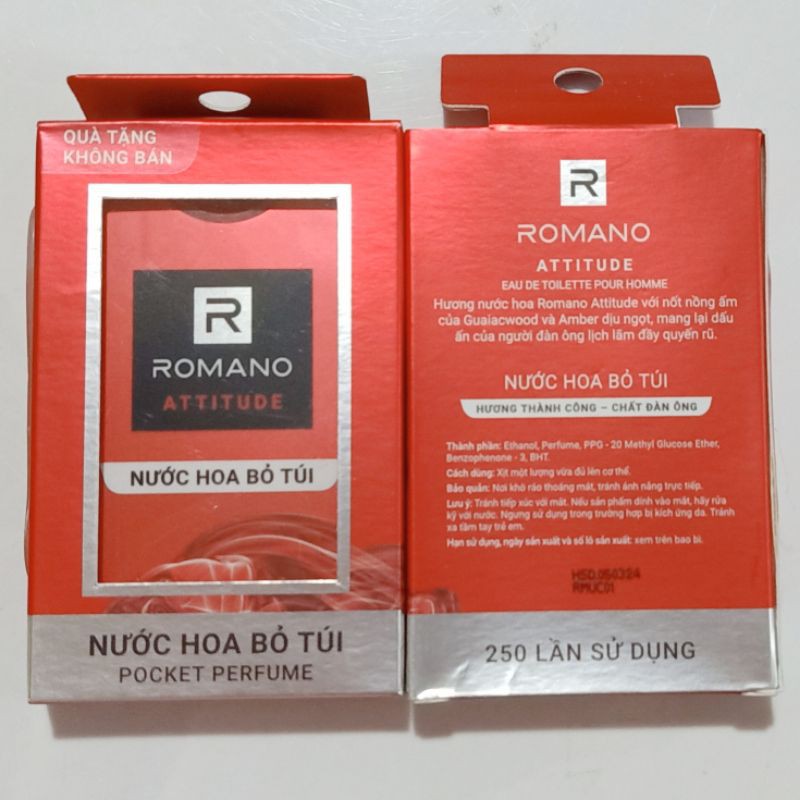 QUÀ TẶNG
KHÔNG BÁN
R
ROMANO
ATTITUDE
NƯỚC HOA BỎ TÚI
NƯỚC HOA BỎ TÚI
POCKET PERFUME
R
ROMANO
ATTITUDE
EAU DE TOILETTE POUR HOMME
Hương nước hoa Romano Attitude với nốt nồng ấm
của Guaiacwood và Amber dịu ngọt, mang lại dấu
ấn của người đàn ông lịch lãm đầy quyến rũ.
NƯỚC HOA BỎ TÚI
HƯƠNG THÀNH CÔNG – CHẤT ĐÀN ÔNG
Thành phần: Ethanol, Perfume, PPG - 20 Methyl Glucose Ether,
Benzophenone - 3, BHT.
Cách dùng: Xịt một lượng vừa đủ lên cơ thể.
Bảo quản: Nơi khô ráo thoáng mát, tránh ánh nắng trực tiếp.
Lưu ý: Tránh tiếp xúc với mắt. Nếu sản phẩm dính vào mắt, hãy rửa
kỹ với nước. Ngưng sử dụng trong trường hợp bị kích ứng da. Tránh
xa tầm tay trẻ em.
Hạn sử dụng, ngày sản xuất và số lô sản xuất: xem trên bao bì.
HSD.050324
RMUC01
250 LẦN SỬ DỤNG